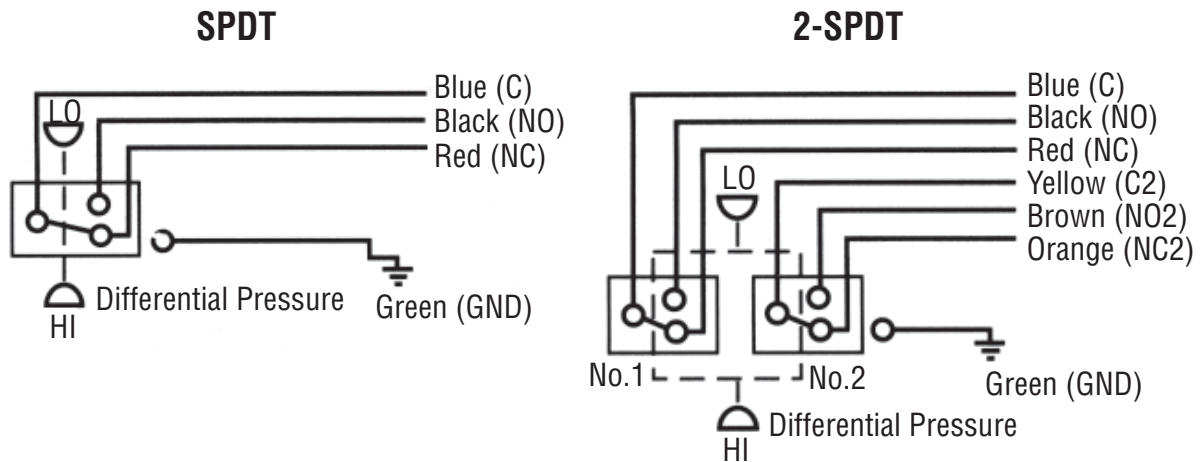 SPDT
LO
Blue (C)
Black (NO)
Red (NC)
HI
Differential Pressure
Green (GND)
2-SPDT
Blue (C)
Black (NO)
Red (NC)
LO
Yellow (C2)
Brown (NO2)
Orange (NC2)
No.1
No.2
Green (GND)
HI
Differential Pressure